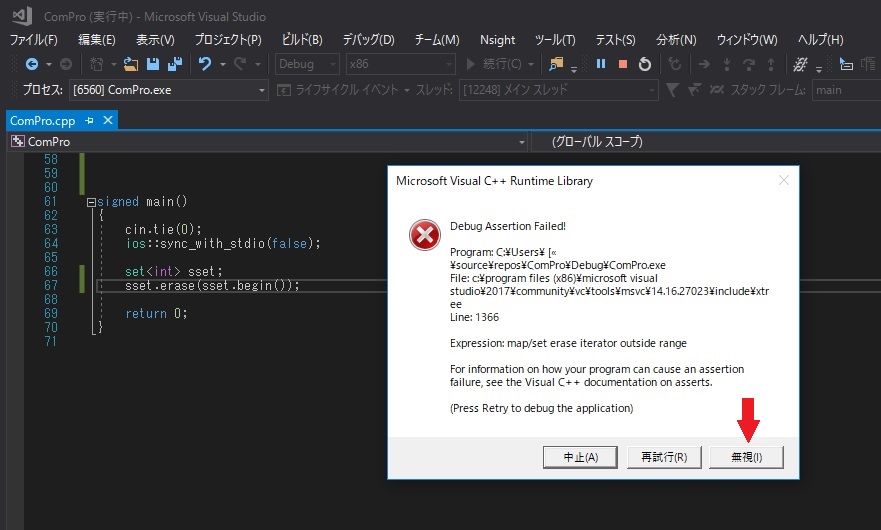 ComPro (実行中) - Microsoft Visual Studio
ファイル(F) 編集(E) 表示(V) プロジェクト(P) ビルド(B) デバッグ(D) チーム(M) Nsight ツール(T) テスト(S) 分析(N) ウィンドウ(W) ヘルプ(H)
Debug x86 続行(C)
プロセス: [6560] ComPro.exe ライフサイクル イベント スレッド: [12248] メイン スレッド スタック フレーム: main
ComPro.cpp
ComPro (グローバル スコープ)
58
59
60
61 signed main()
62 {
63 cin.tie(0);
64 ios::sync_with_stdio(false);
65
66 set<int> sset;
67 sset.erase(sset.begin());
68
69 return 0;
70 }
71
Microsoft Visual C++ Runtime Library
Debug Assertion Failed!
Program: C:¥Users¥ [«
¥source¥repos¥ComPro¥Debug¥ComPro.exe
File: c:¥program files (x86)¥microsoft visual
studio¥2017¥community¥vc¥tools¥msvc¥14.16.27023¥include¥xtr
ee
Line: 1366
Expression: map/set erase iterator outside range
For information on how your program can cause an assertion
failure, see the Visual C++ documentation on asserts.
(Press Retry to debug the application)
中止(A) 再試行(R) 無視(I)